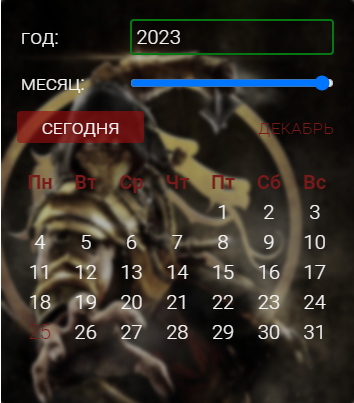 ГОД: 2023
МЕСЯЦ:
СЕГОДНЯ ДЕКАБРЬ
Пн Вт Ср Чт Пт Сб Вс
1 2 3
4 5 6 7 8 9 10
11 12 13 14 15 16 17
18 19 20 21 22 23 24
25 26 27 28 29 30 31